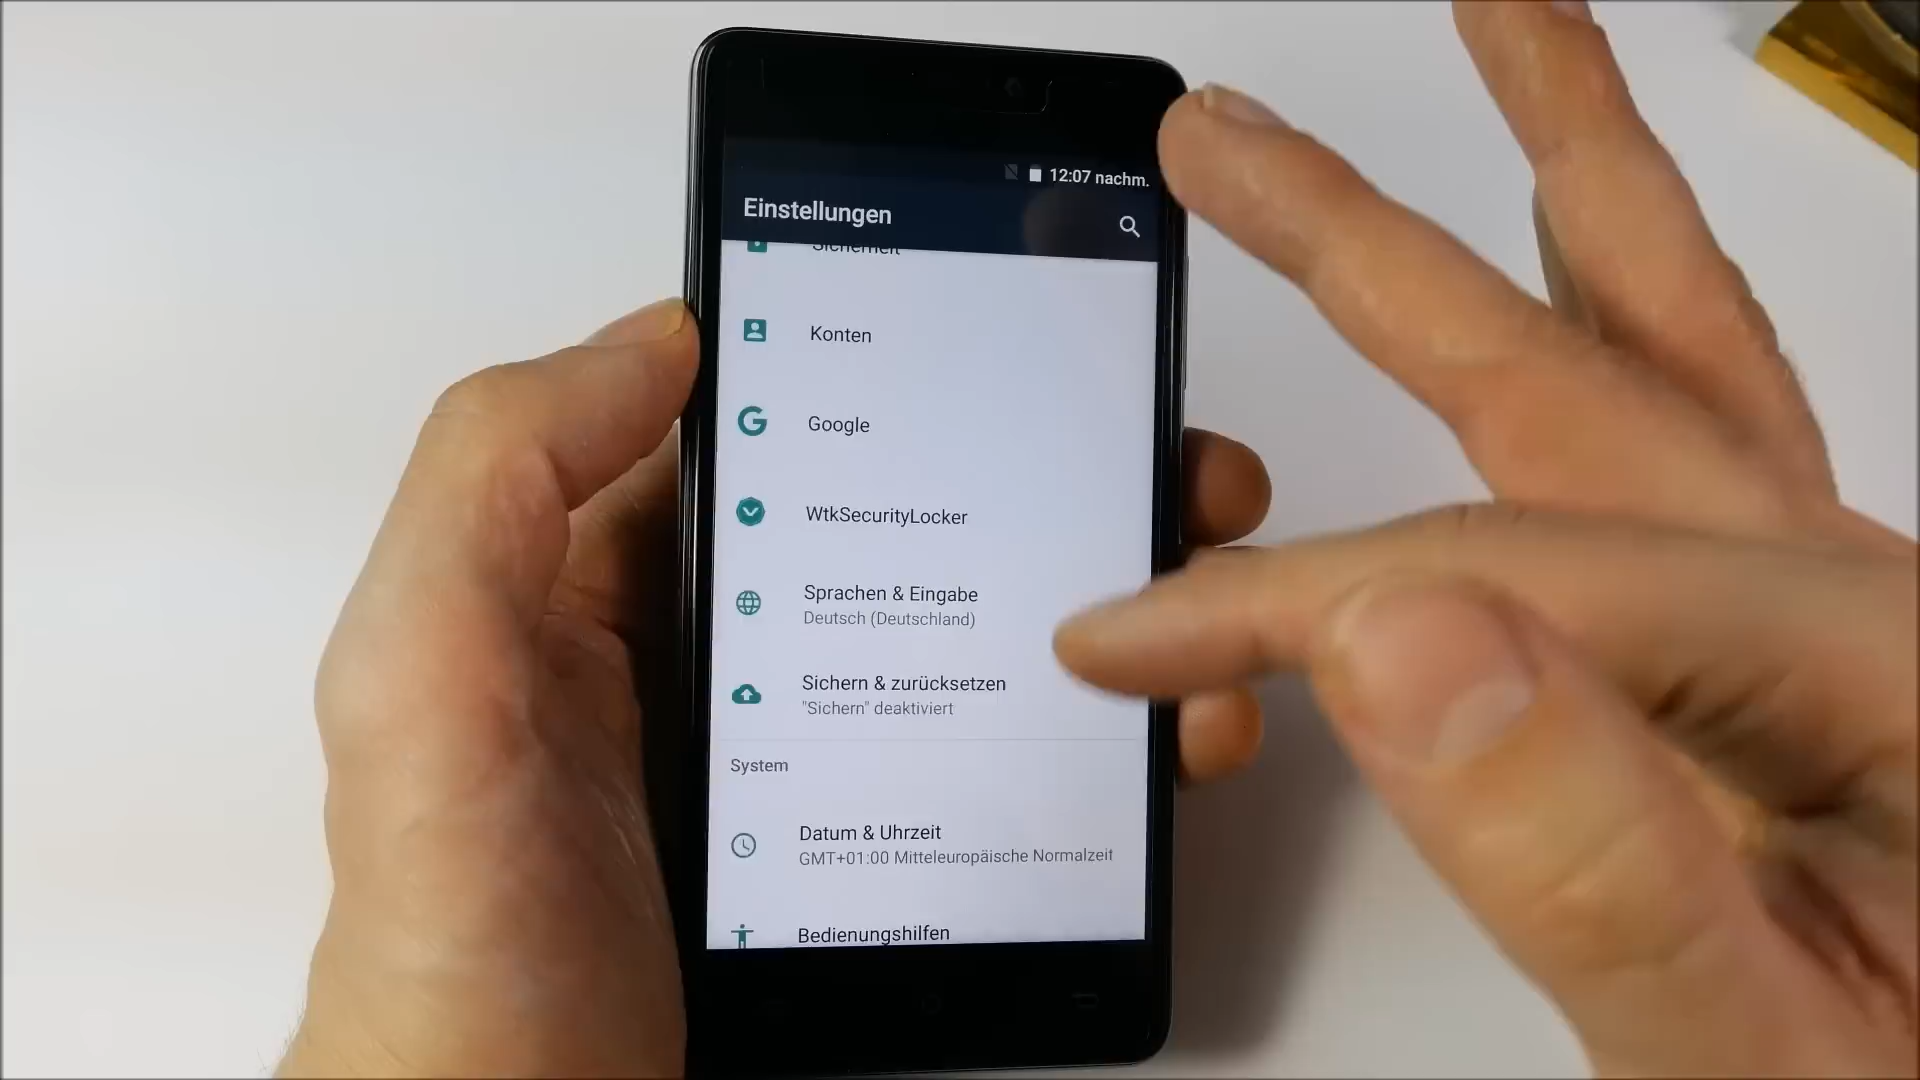 12:07 nachm.
Einstellungen
Sicherheit
Konten
Google
WtkSecurityLocker
Sprachen & Eingabe
Deutsch (Deutschland)
Sichern & zurücksetzen
"Sichern" deaktiviert
System
Datum & Uhrzeit
GMT+01:00 Mitteleuropäische Normalzeit
Bedienungshilfen